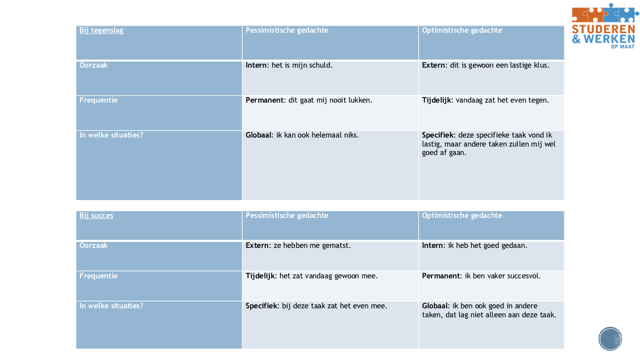 STUDEREN
& WERKEN
OP MAAT
Bij tegenslag Pessimistische gedachte Optimistische gedachte
Oorzaak Intern: het is mijn schuld. Extern: dit is gewoon een lastige klus.
Frequentie Permanent: dit gaat mij nooit lukken. Tijdelijk: vandaag zat het even tegen.
In welke situaties? Globaal: ik kan ook helemaal niks. Specifiek: deze specifieke taak vond ik
lastig, maar andere taken zullen mij wel
goed af gaan.
Bij succes Pessimistische gedachte Optimistische gedachte
Oorzaak Extern: ze hebben me gematst. Intern: ik heb het goed gedaan.
Frequentie Tijdelijk: het zat vandaag gewoon mee. Permanent: ik ben vaker succesvol.
In welke situaties? Specifiek: bij deze taak zat het even mee. Globaal: ik ben ook goed in andere
taken, dat lag niet alleen aan deze taak.